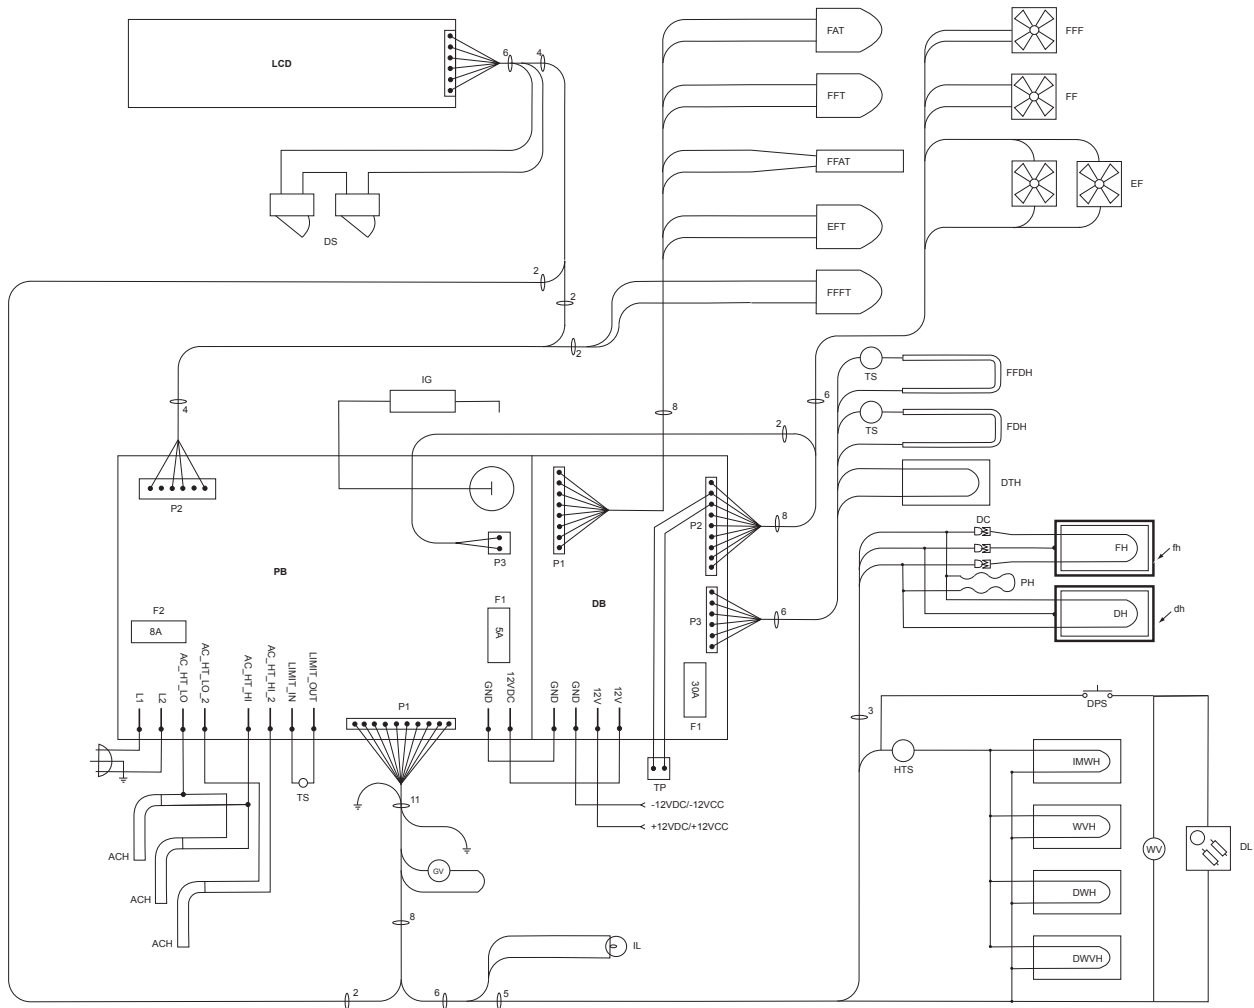 LCD
6
4
FAT
FFF
FFT
FF
FFAT
EF
DS
EFT
2
2
FFFT
2
TS
FFDH
IG
4
8
6
TS
FDH
2
DTH
P2
P2
P3
P1
8
DC
FH
fh
PB
PH
DB
F2
8A
F1
5A
P3
6
DH
dh
L1
L2
AC_HT_LO
AC_HT_LO_2
AC_HT_HI
AC_HT_HI_2
LIMIT_IN
LIMIT_OUT
P1
GND
12VDC
GND
GND
12V
12V
30A
F1
DPS
3
HTS
IMWH
TS
11
TP
-12VDC/-12VCC
+12VDC/+12VCC
WVH
WV
DL
ACH
GV
ACH
DWH
8
ACH
IL
DWVH
2
6
5